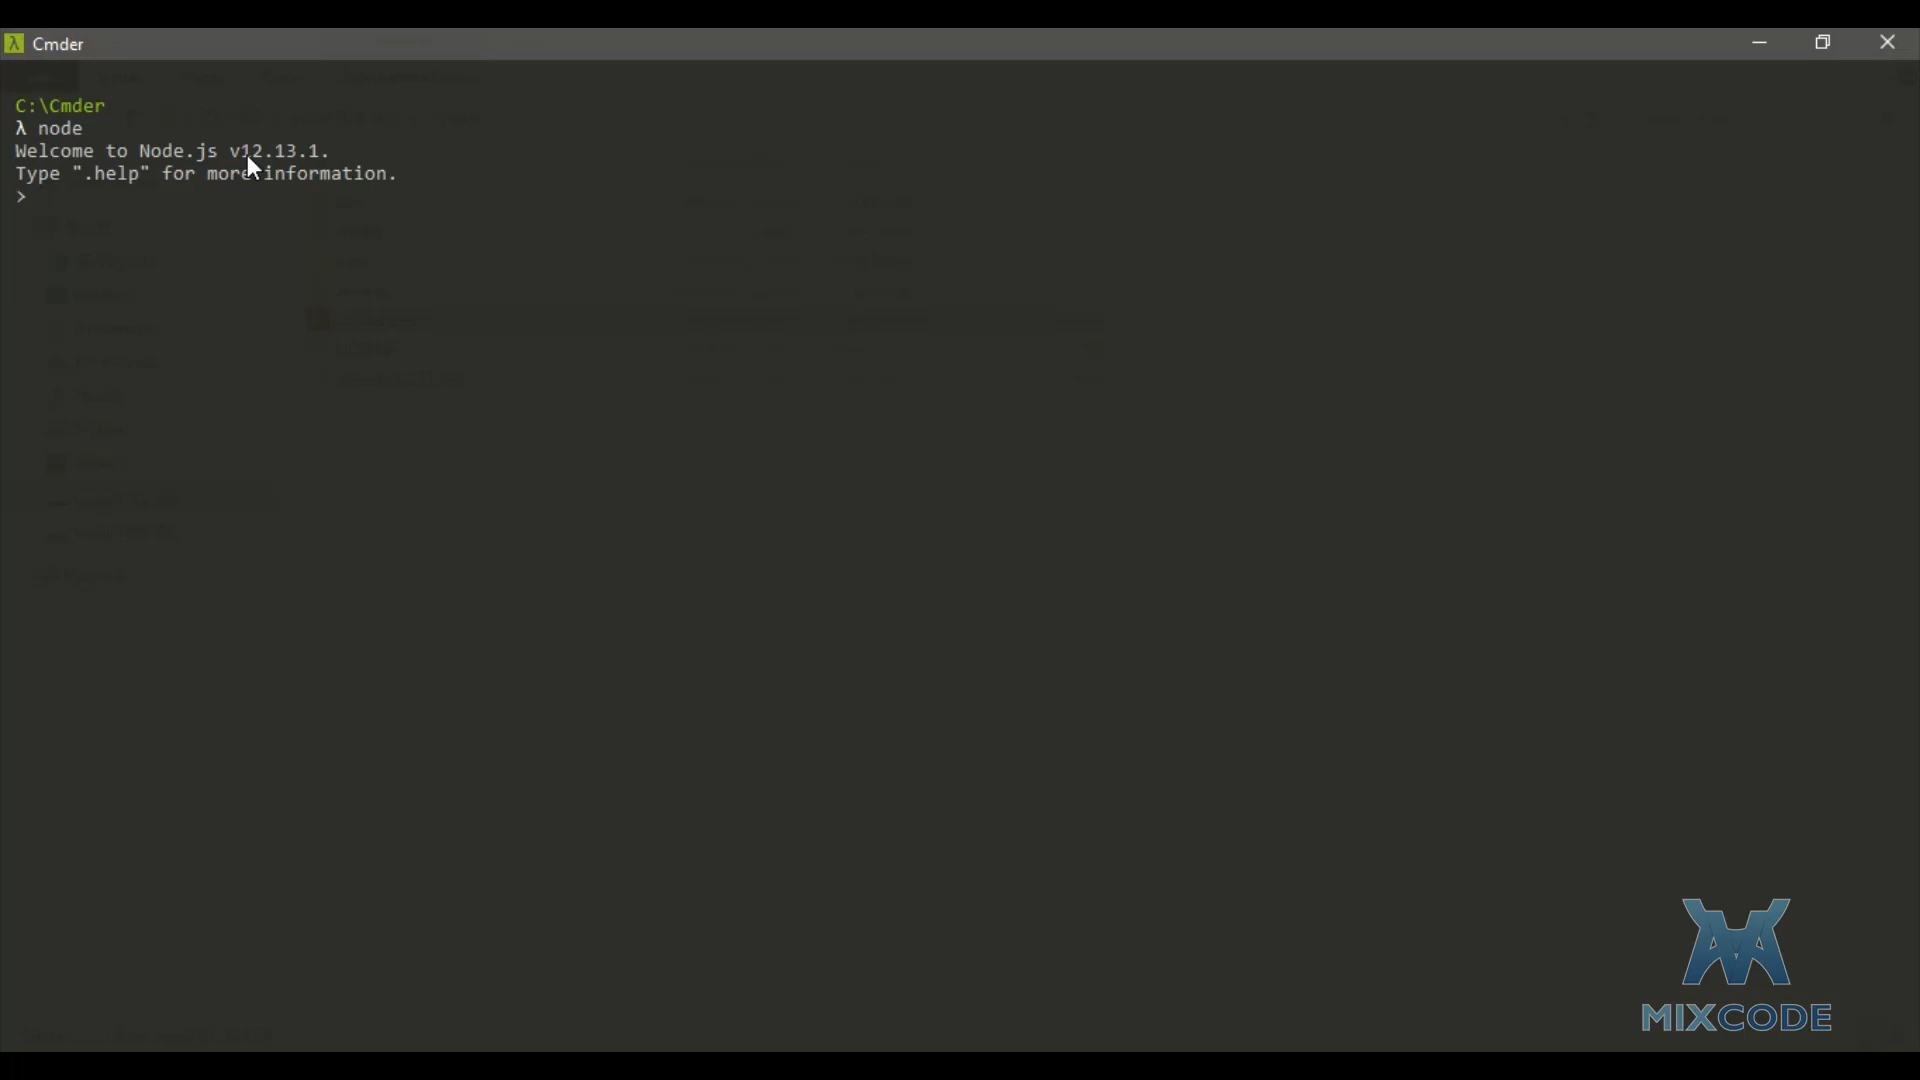 Cmder
C:\Cmder
λ node
Welcome to Node.js v12.13.1.
Type ".help" for more information.
>
MIXCODE